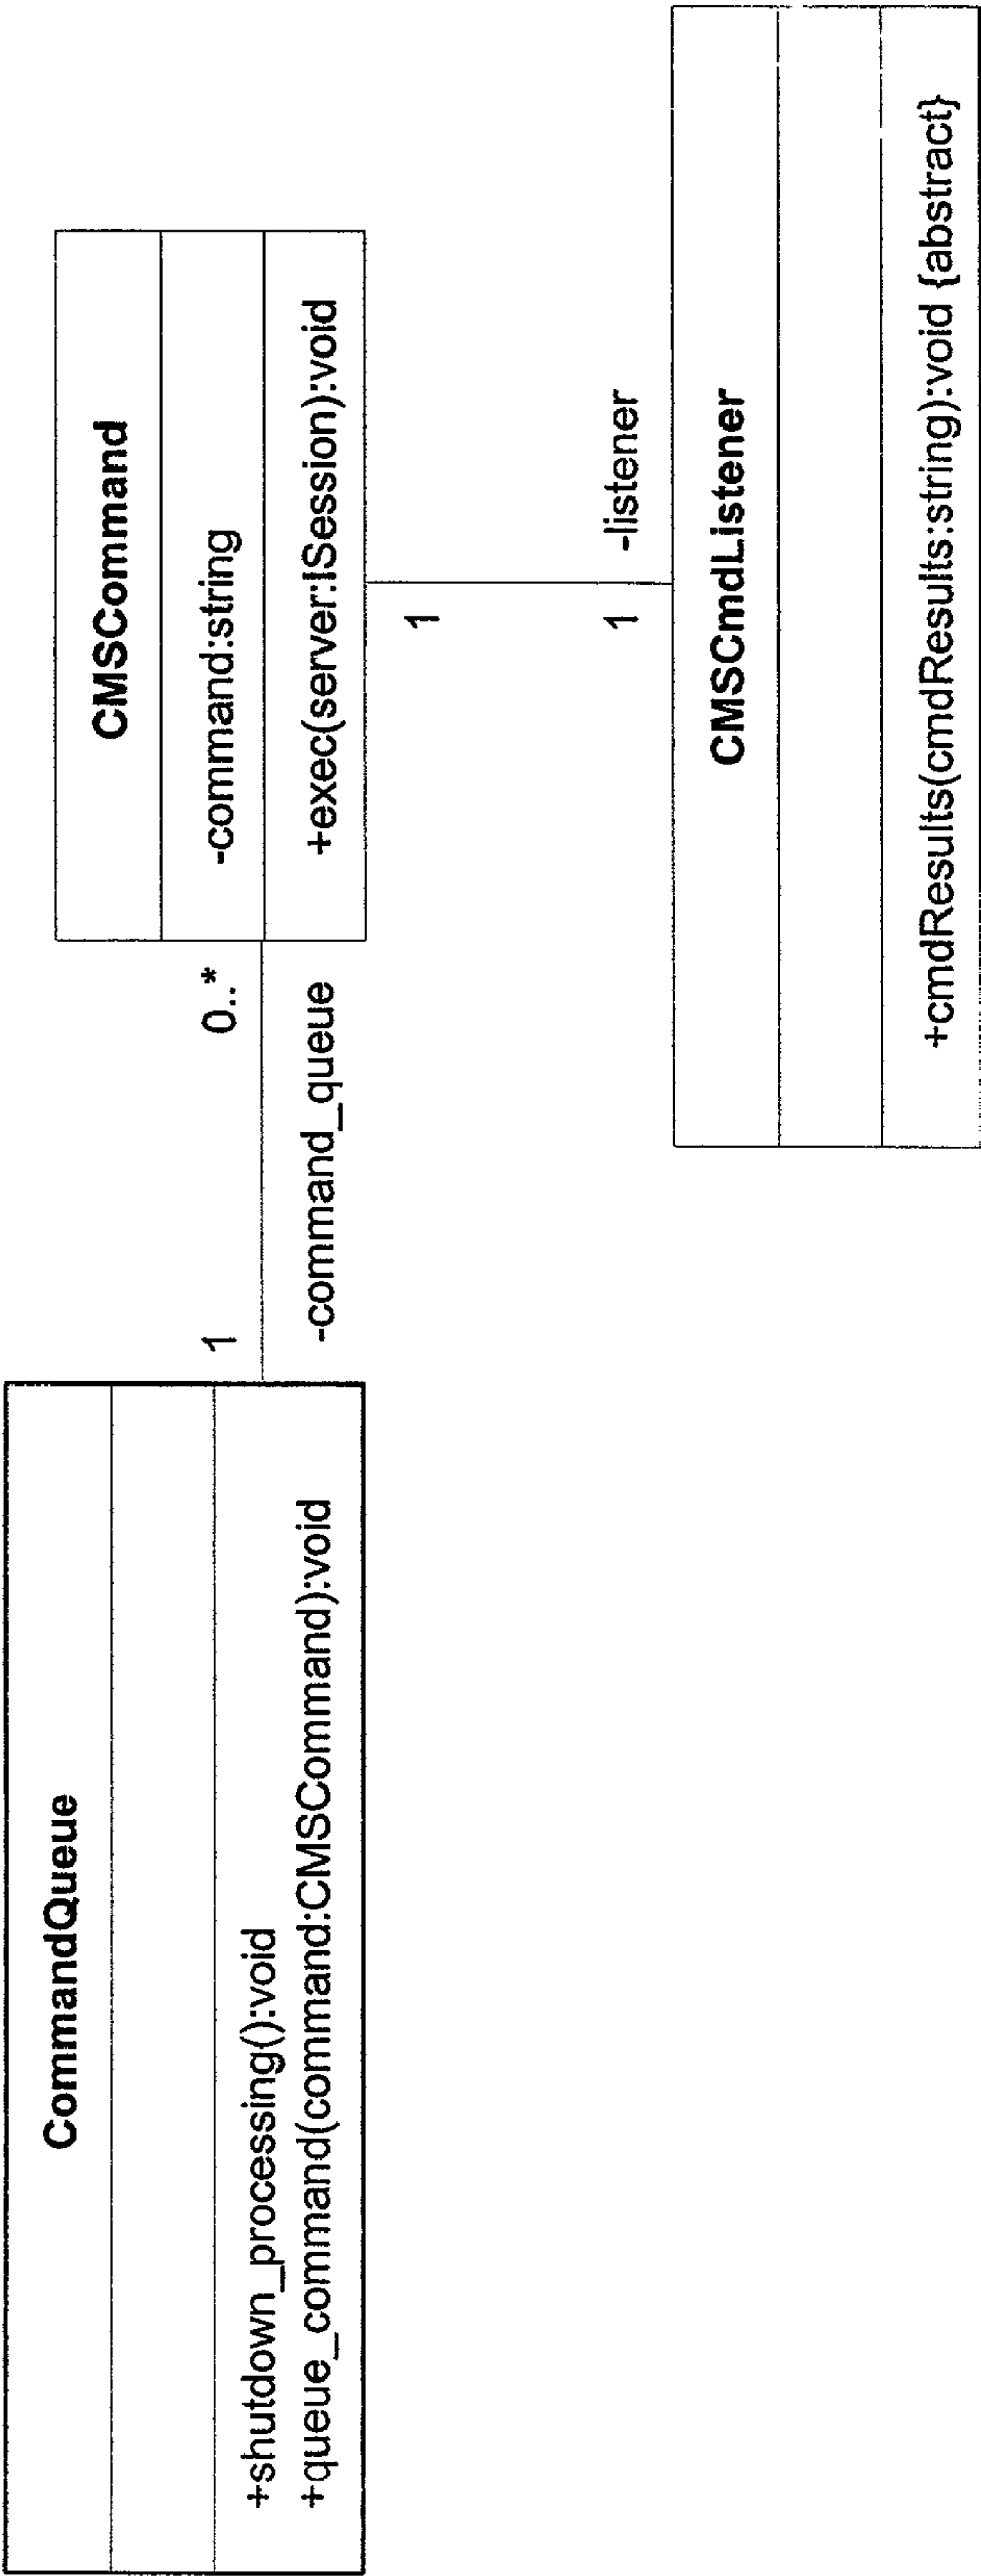 CommandQueue
+shutdown_processing():void
+queue_command(command:CMSCommand):void
1
0..*
-command_queue
CMSCommand
-command:string
+exec(server:ISession):void
1
1
-listener
CMSCmdListener
+cmdResults(cmdResults:string):void {abstract}